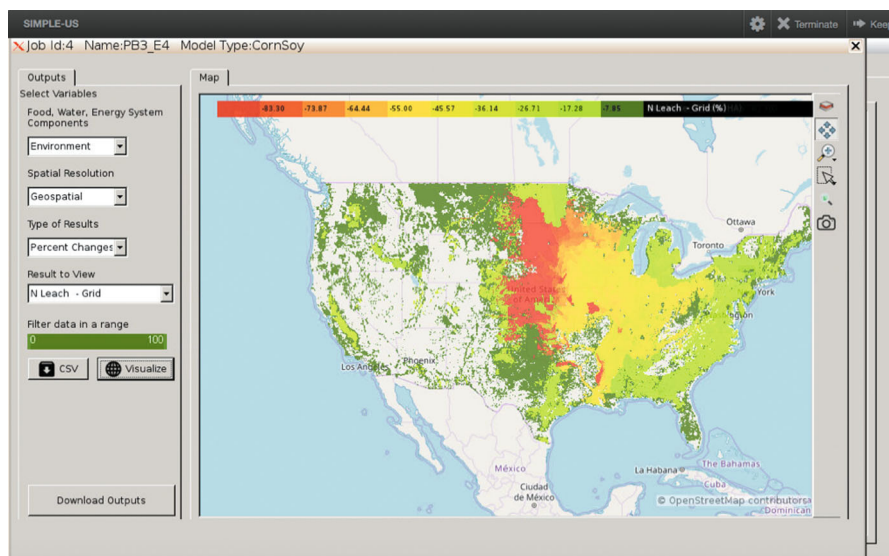 SIMPLE-US
Terminate
Keep
Job Id:4 Name:PB3_E4 Model Type:CornSoy
Outputs
Select Variables
Food, Water, Energy System
Components
Environment
Spatial Resolution
Geospatial
Type of Results
Percent Changes
Result to View
N Leach - Grid
Filter data in a range
0 100
CSV Visualize
Download Outputs
Map
-83.30 -73.87 -64.44 -55.00 -45.57 -36.14 -26.71 -17.28 -7.85 N Leach - Grid (%)
Ottawa
Toronto
United States
of America
York
Washington
Phoenix
Los Angeles
México
La Habana
The Bahamas
Ciudad
de México
Cuba
© OpenStreetMap contributors
Dominican